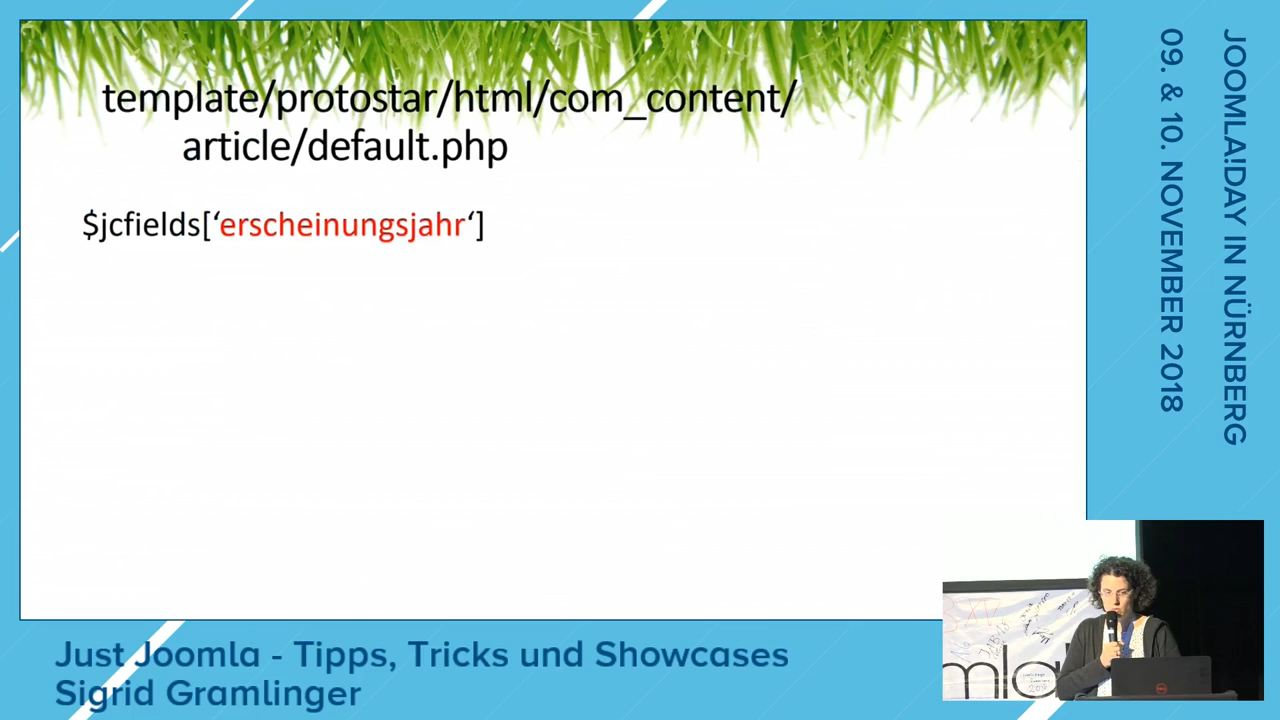 template/protostar/html/com_content/
article/default.php
$jcfields[‘erscheinungsjahr‘]
JOOMLA!DAY IN NÜRNBERG
09. & 10. NOVEMBER 2018
Just Joomla - Tipps, Tricks und Showcases
Sigrid Gramlinger
mla